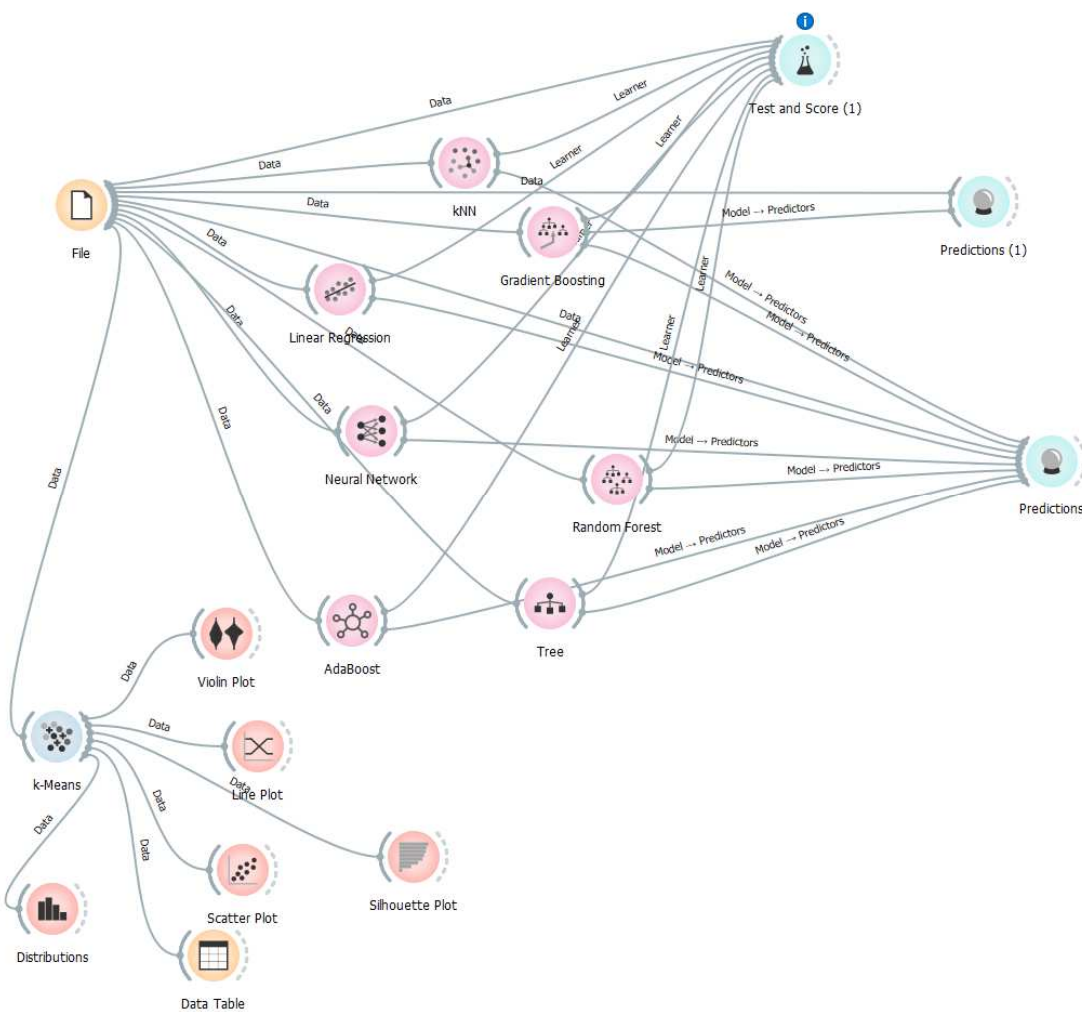 i
Test and Score (1)
Data
Learner
Data
kNN
Learner
Learner
Data
Data
Model → Predictors
File
Predictions (1)
Data
Gradient Boosting
Learner
Model → Predictors
Data
Linear Regression
Data
Learner
Learner
Learner
Data
Model → Predictors
Model → Predictors
Data
Data
Neural Network
Model → Predictors
Data
Model → Predictors
Random Forest
Predictions
Model → Predictors
Model → Predictors
AdaBoost
Tree
Violin Plot
Data
Data
k-Means
Line Plot
Data
Data
Data
Data
Scatter Plot
Silhouette Plot
Distributions
Data Table